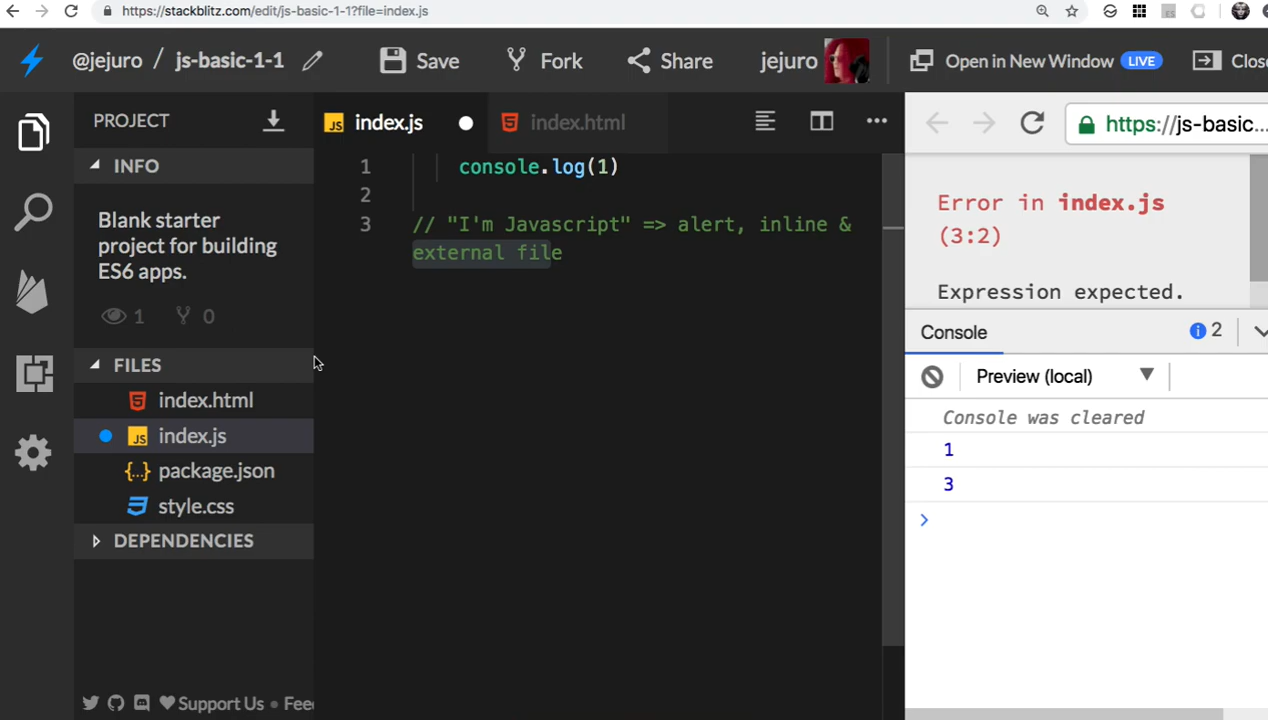 https://stackblitz.com/edit/js-basic-1-1?file=index.js
@jejuro / js-basic-1-1
Save
Fork
Share
jejuro
Open in New Window LIVE
Close
PROJECT
index.js
index.html
https://js-basic...
INFO
Blank starter
project for building
ES6 apps.
1
0
1 console.log(1)
2
3 // "I'm Javascript" => alert, inline &
external file
Error in index.js
(3:2)
Expression expected.
Console
2
Preview (local)
Console was cleared
1
3
FILES
index.html
JS index.js
{..} package.json
style.css
DEPENDENCIES
Support Us • Fee